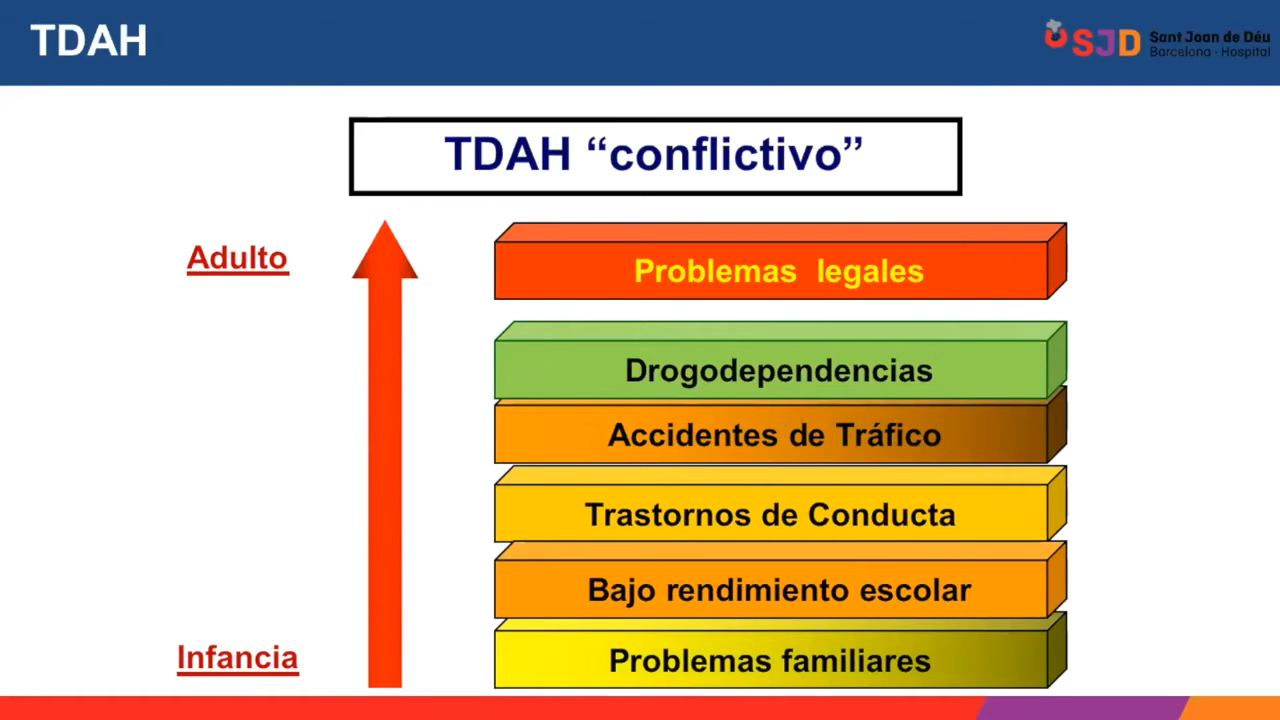 TDAH
SJD
Sant Joan de Déu
Barcelona · Hospital
TDAH “conflictivo”
Adulto
Problemas legales
Drogodependencias
Accidentes de Tráfico
Trastornos de Conducta
Bajo rendimiento escolar
Infancia
Problemas familiares